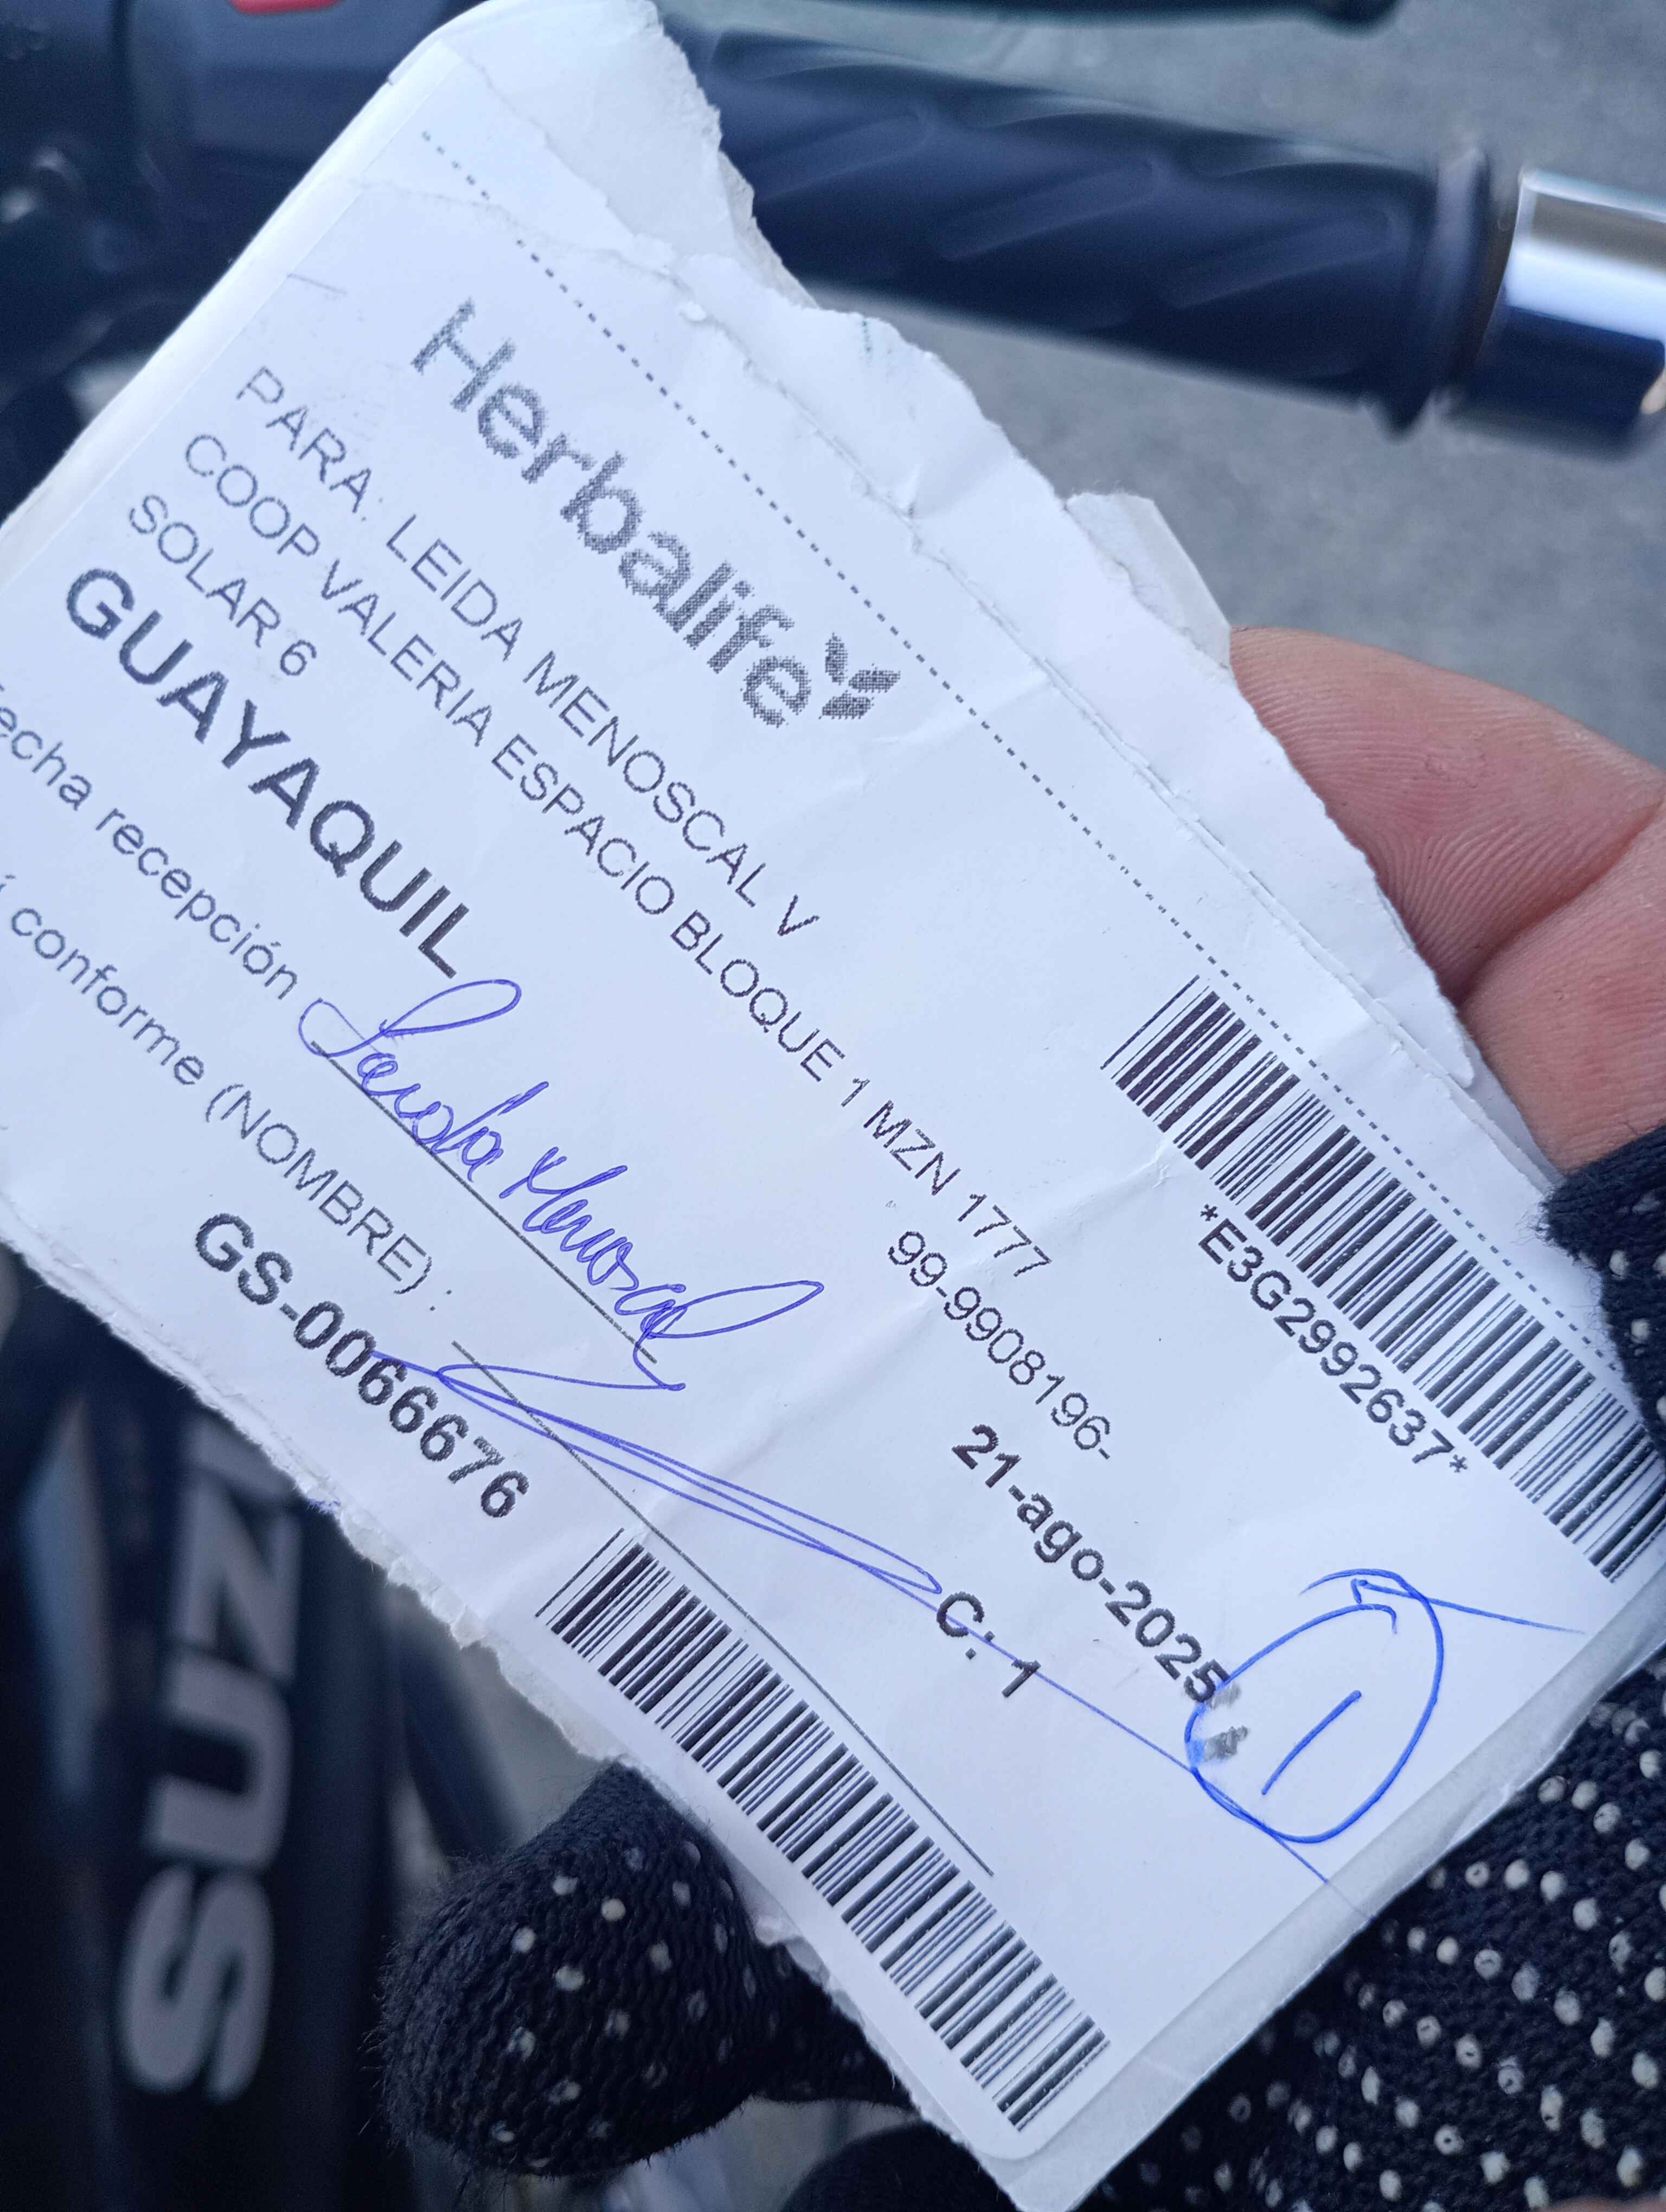 Herbalife
*E3G2992637*
PARA: LEIDA MENOSCAL V
COOP VALERIA ESPACIO BLOQUE 1 MZN 1777
SOLAR 6
99-9908196-
GUAYAQUIL
21-ago-2025
1
echa recepción
í conforme (NOMBRE) :
C: 1
GS-0066676
SUZ